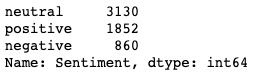 neutral     3130
positive    1852
negative     860
Name: Sentiment, dtype: int64